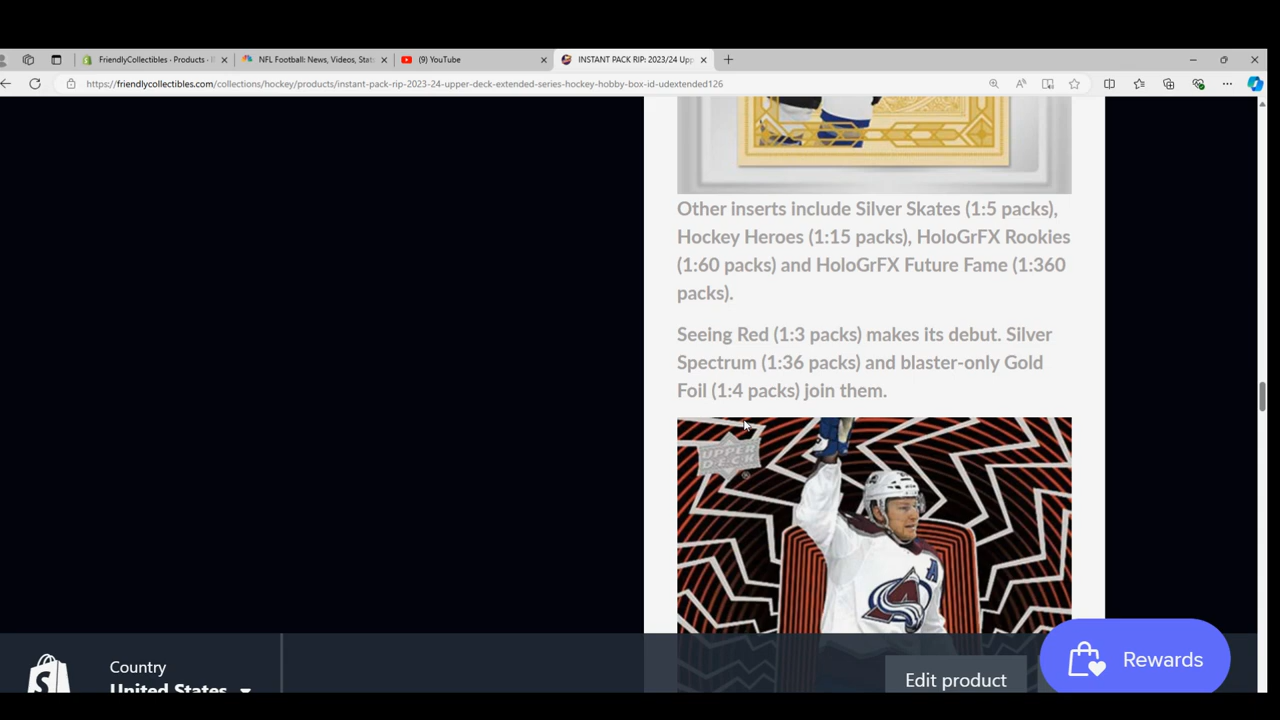 FriendlyCollectibles · Products ·
NFL Football: News, Videos, Stats
(9) YouTube
INSTANT PACK RIP: 2023/24 Upp
https://friendlycollectibles.com/collections/hockey/products/instant-pack-rip-2023-24-upper-deck-extended-series-hockey-hobby-box-id-udextended126
Other inserts include Silver Skates (1:5 packs),
Hockey Heroes (1:15 packs), HoloGrFX Rookies
(1:60 packs) and HoloGrFX Future Fame (1:360
packs).
Seeing Red (1:3 packs) makes its debut. Silver
Spectrum (1:36 packs) and blaster-only Gold
Foil (1:4 packs) join them.
UPPER
D·E·C·K
A
Country
United States
Edit product
Rewards